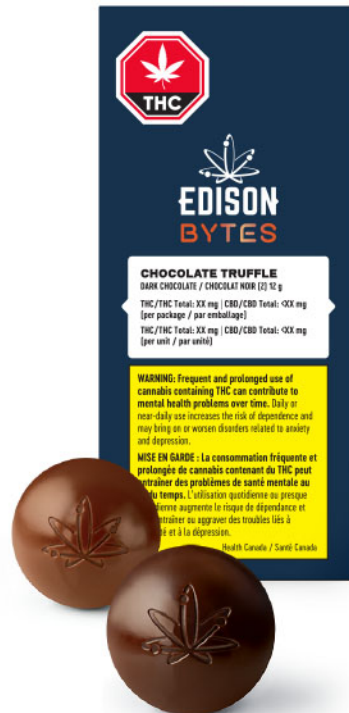 THC
EDISON
BYTES
CHOCOLATE TRUFFLE
DARK CHOCOLATE / CHOCOLAT NOIR (2) 12 g
THC/THC Total: XX mg | CBD/CBD Total: <XX mg
(per package / par emballage)
THC/THC Total: XX mg | CBD/CBD Total: <XX mg
(per unit / par unité)
WARNING: Frequent and prolonged use of
cannabis containing THC can contribute to
mental health problems over time. Daily or
near-daily use increases the risk of dependence and
may bring on or worsen disorders related to anxiety
and depression.
MISE EN GARDE : La consommation fréquente et
prolongée de cannabis contenant du THC peut
entraîner des problèmes de santé mentale au
du temps. L'utilisation quotidienne ou presque
augmente le risque de dépendance et
entraîner ou aggraver des troubles liés à
et à la dépression.
Health Canada / Santé Canada